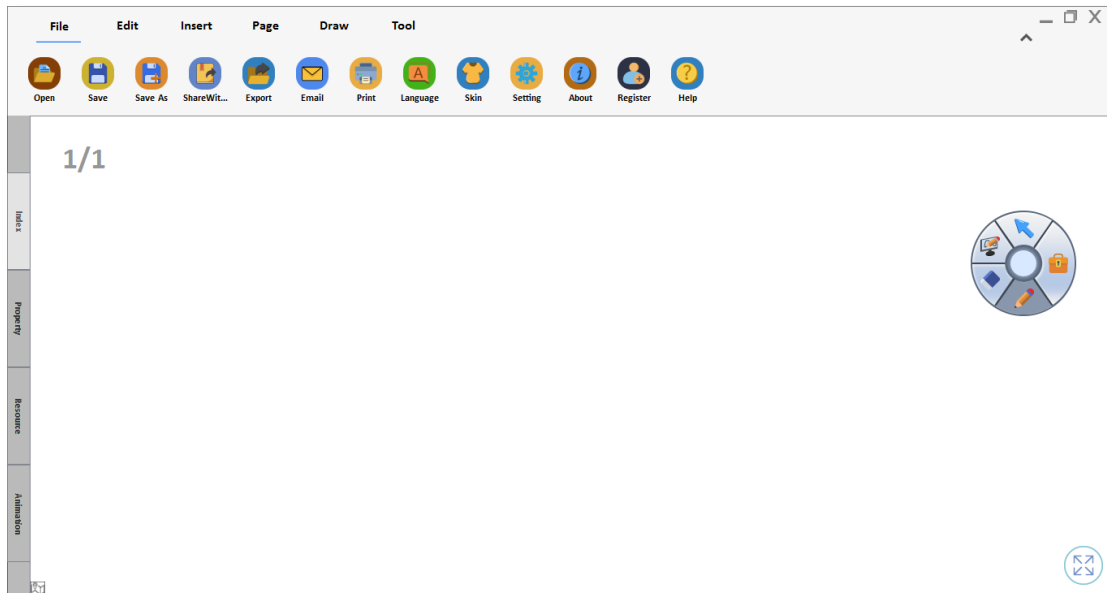 File Edit Insert Page Draw Tool
Open Save Save As ShareWit... Export Email Print Language Skin Setting About Register Help
1/1
Index
Property
Resource
Animation